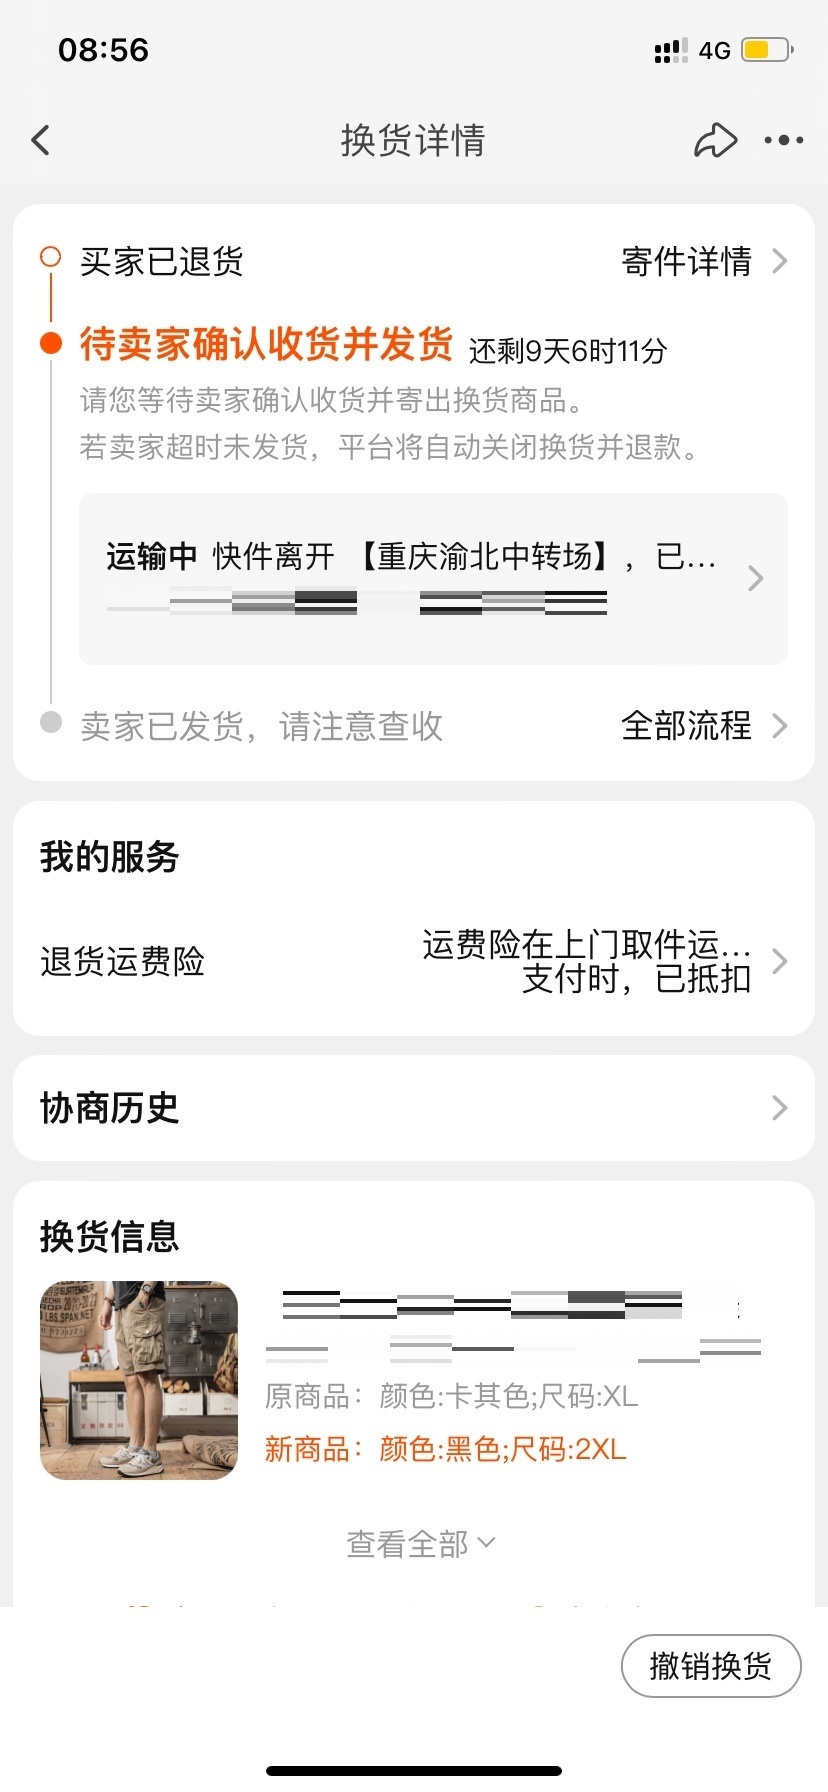 08:56
4G
换货详情
买家已退货
寄件详情
待卖家确认收货并发货 还剩9天6时11分
请您等待卖家确认收货并寄出换货商品。
若卖家超时未发货，平台将自动关闭换货并退款。
运输中 快件离开 【重庆渝北中转场】，已...
卖家已发货，请注意查收
全部流程
我的服务
退货运费险
运费险在上门取件运...
支付时，已抵扣
协商历史
换货信息
原商品：颜色:卡其色;尺码:XL
新商品：颜色:黑色;尺码:2XL
查看全部
撤销换货